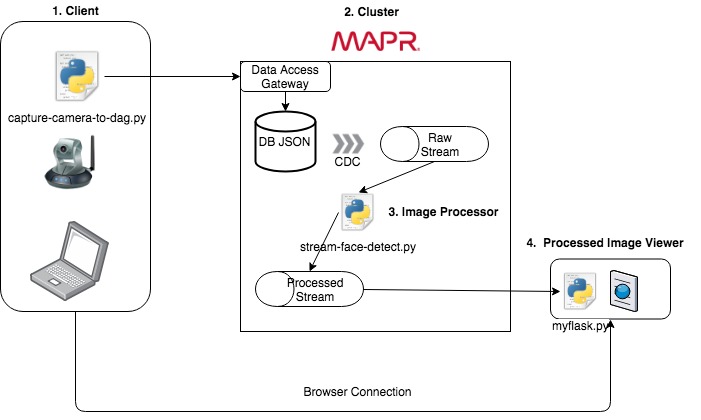 1. Client
2. Cluster
MAPR.
capture-camera-to-dag.py
Data Access
Gateway
DB JSON
CDC
Raw
Stream
3. Image Processor
stream-face-detect.py
Processed
Stream
4. Processed Image Viewer
myflask.py
Browser Connection